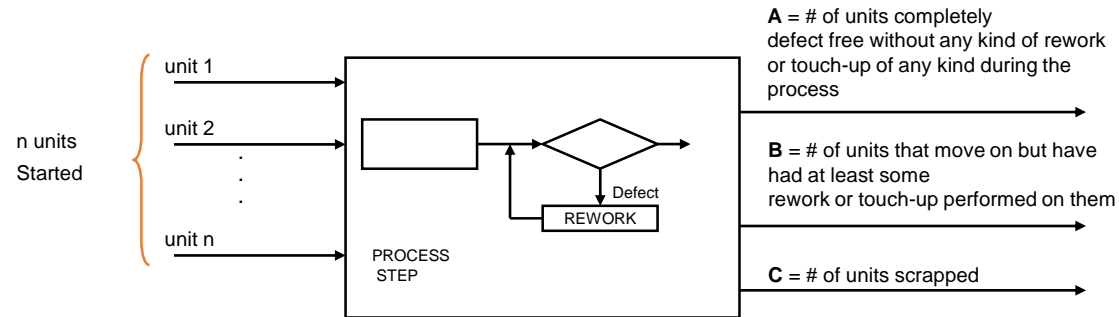 n units
Started
unit 1
unit 2
.
.
.
unit n
Defect
REWORK
PROCESS
STEP
A = # of units completely
defect free without any kind of rework
or touch-up of any kind during the
process
B = # of units that move on but have
had at least some
rework or touch-up performed on them
C = # of units scrapped